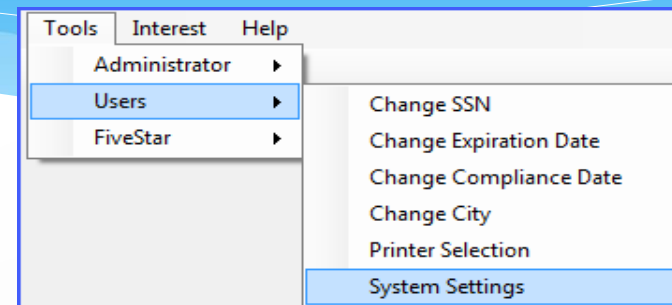 Tools Interest Help
Administrator
Users
FiveStar
Change SSN
Change Expiration Date
Change Compliance Date
Change City
Printer Selection
System Settings